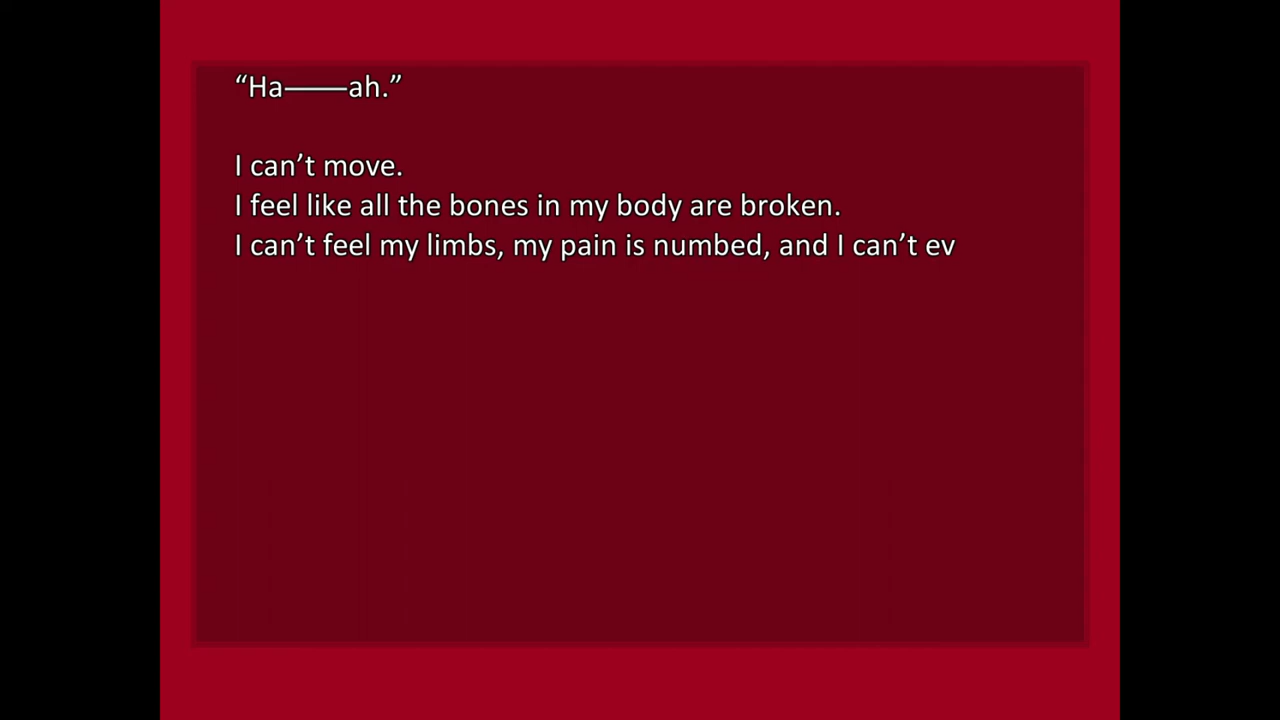 “Ha───ah.”
I can’t move.
I feel like all the bones in my body are broken.
I can’t feel my limbs, my pain is numbed, and I can’t ev